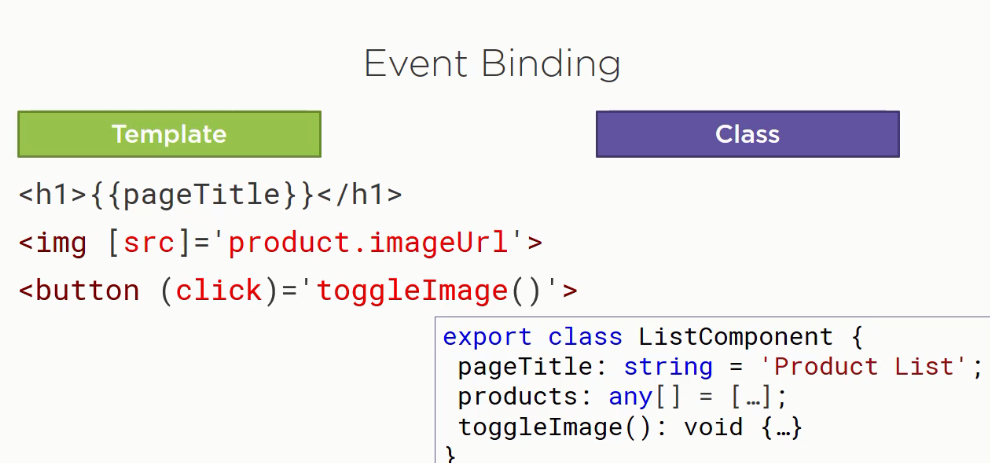 Event Binding
Template
Class
<h1>{{pageTitle}}</h1>
<img [src]='product.imageUrl'>
<button (click)='toggleImage()'>
export class ListComponent {
pageTitle: string = 'Product List';
products: any[] = […];
toggleImage(): void {…}
}